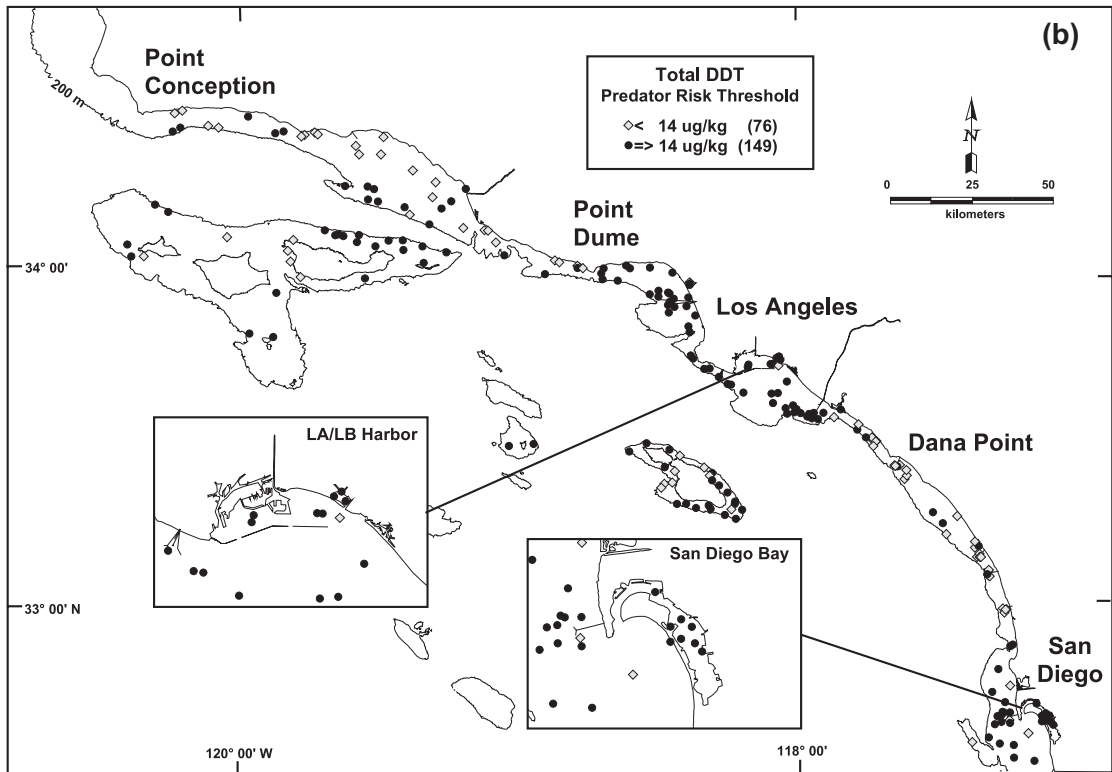 (b)
Point
Conception
200 m
Total DDT
Predator Risk Threshold
< 14 ug/kg (76)
=> 14 ug/kg (149)
N
0 25 50
kilometers
Point
Dume
34° 00'
Los Angeles
LA/LB Harbor
Dana Point
San Diego Bay
33° 00' N
San
Diego
120° 00' W
118° 00'